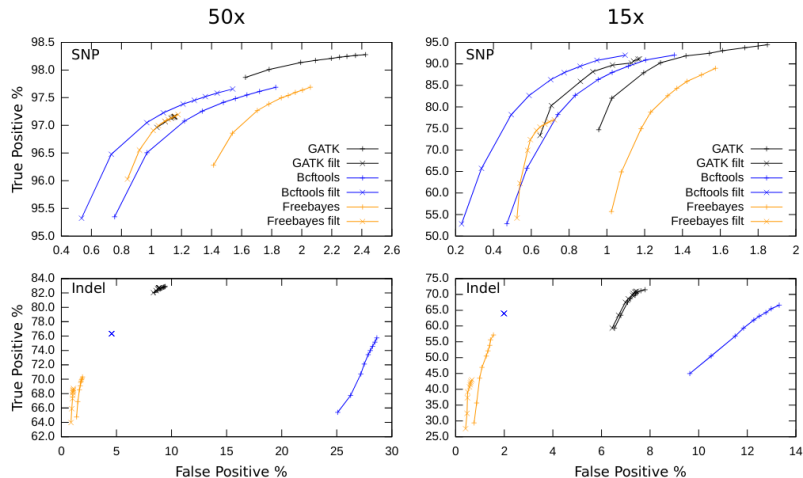 50x
15x
True Positive %
98.5
98.0
97.5
97.0
96.5
96.0
95.5
95.0
SNP
GATK
GATK filt
Bcftools
Bcftools filt
Freebayes
Freebayes filt
0.4 0.6 0.8 1 1.2 1.4 1.6 1.8 2 2.2 2.4 2.6
95.0
90.0
85.0
80.0
75.0
70.0
65.0
60.0
55.0
50.0
SNP
GATK
GATK filt
Bcftools
Bcftools filt
Freebayes
Freebayes filt
0.2 0.4 0.6 0.8 1 1.2 1.4 1.6 1.8 2
True Positive %
84.0
82.0
80.0
78.0
76.0
74.0
72.0
70.0
68.0
66.0
64.0
62.0
Indel
0 5 10 15 20 25 30
False Positive %
75.0
70.0
65.0
60.0
55.0
50.0
45.0
40.0
35.0
30.0
25.0
Indel
0 2 4 6 8 10 12 14
False Positive %